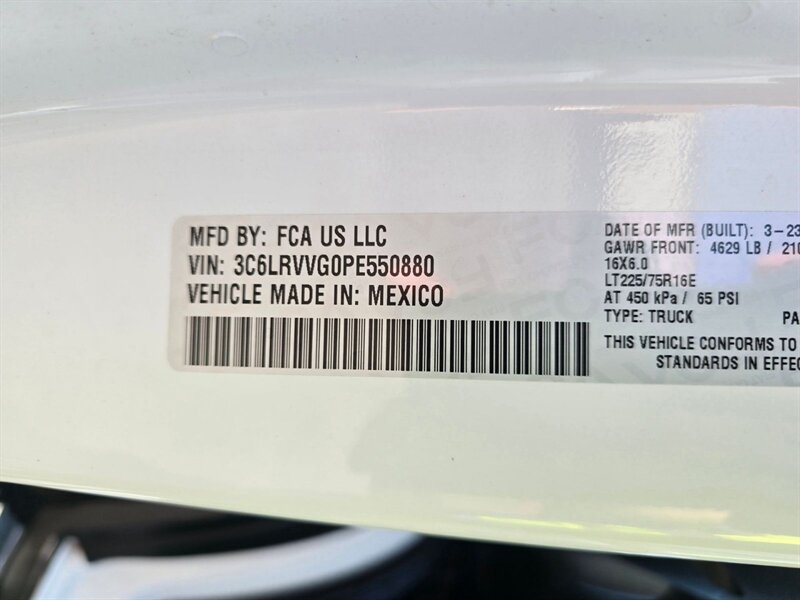 MFD BY: FCA US LLC
VIN: 3C6LRVVG0PE550880
VEHICLE MADE IN: MEXICO
DATE OF MFR (BUILT): 3-23
GAWR FRONT: 4629 LB / 210
16X6.0
LT225/75R16E
AT 450 kPa / 65 PSI
TYPE: TRUCK PA
THIS VEHICLE CONFORMS TO
STANDARDS IN EFFEC